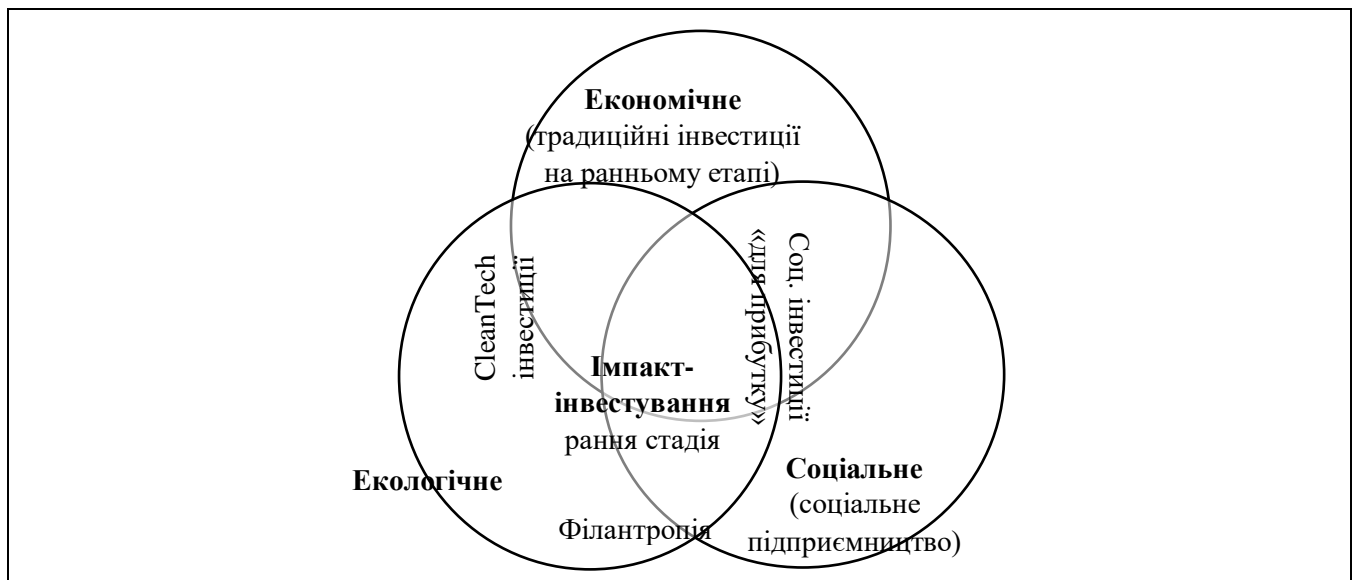 Економічне
(традиційні інвестиції
на ранньому етапі)
CleanTech
інвестиції
Соц. інвестиції
«для прибутку»
Імпакт-
інвестування
рання стадія
Екологічне
Соціальне
(соціальне
підприємництво)
Філантропія